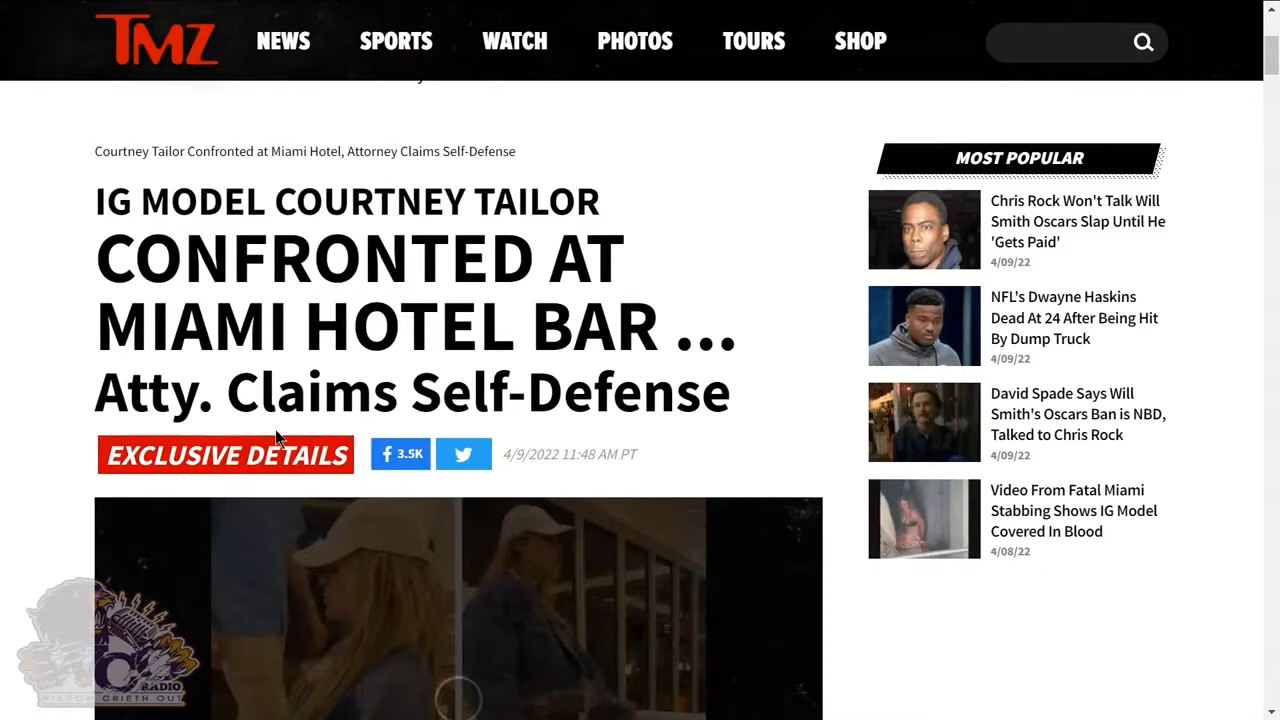 TMZ
NEWS
SPORTS
WATCH
PHOTOS
TOURS
SHOP
Courtney Tailor Confronted at Miami Hotel, Attorney Claims Self-Defense
IG MODEL COURTNEY TAILOR
CONFRONTED AT
MIAMI HOTEL BAR ...
Atty. Claims Self-Defense
EXCLUSIVE DETAILS
3.5K
4/9/2022 11:48 AM PT
MOST POPULAR
Chris Rock Won't Talk Will
Smith Oscars Slap Until He
'Gets Paid'
4/09/22
NFL's Dwayne Haskins
Dead At 24 After Being Hit
By Dump Truck
4/09/22
David Spade Says Will
Smith's Oscars Ban is NBD,
Talked to Chris Rock
4/09/22
Video From Fatal Miami
Stabbing Shows IG Model
Covered In Blood
4/08/22
RADIO
WISDOM CRIETH OUT